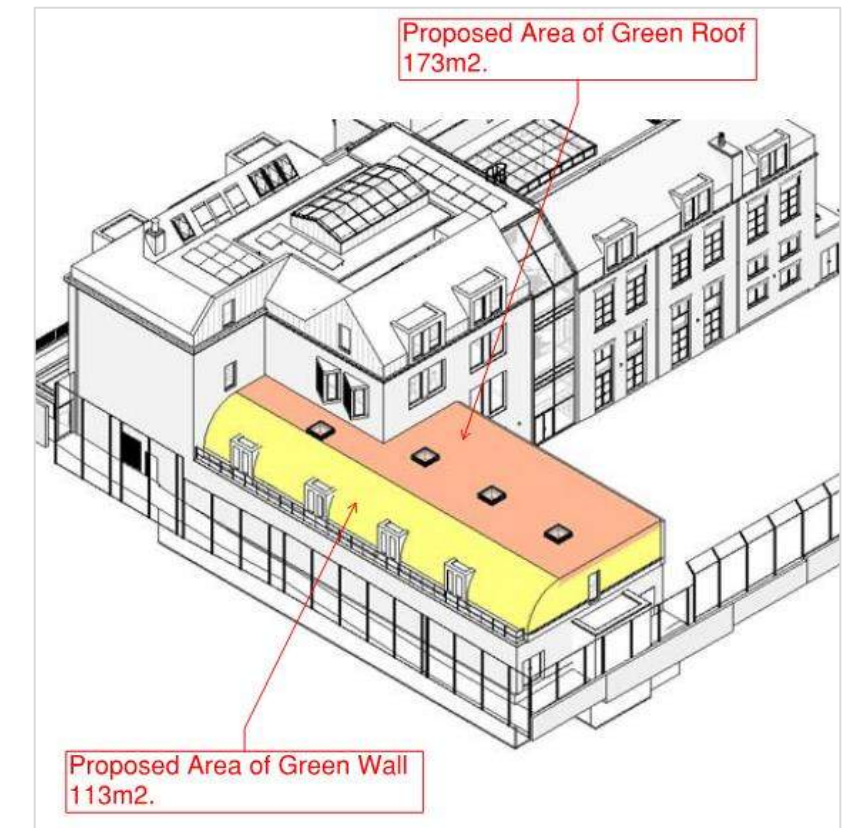 Proposed Area of Green Roof
173m2.
Proposed Area of Green Wall
113m2.